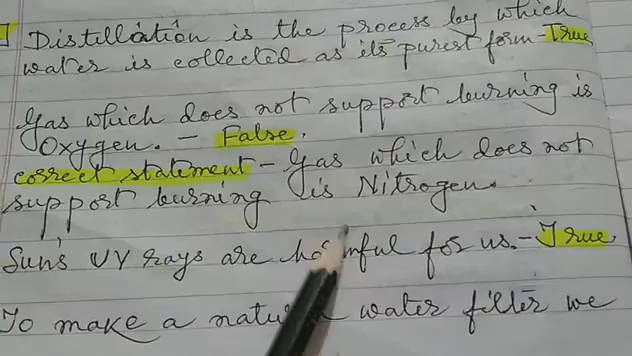 Distillation is the process by which
water is collected as its purest form - True
Gas which does not support burning is
Oxygen. - False.
correct statement - Gas which does not
support burning is Nitrogen.
Sun's UV rays are harmful for us. - True.
To make a natural water filter we